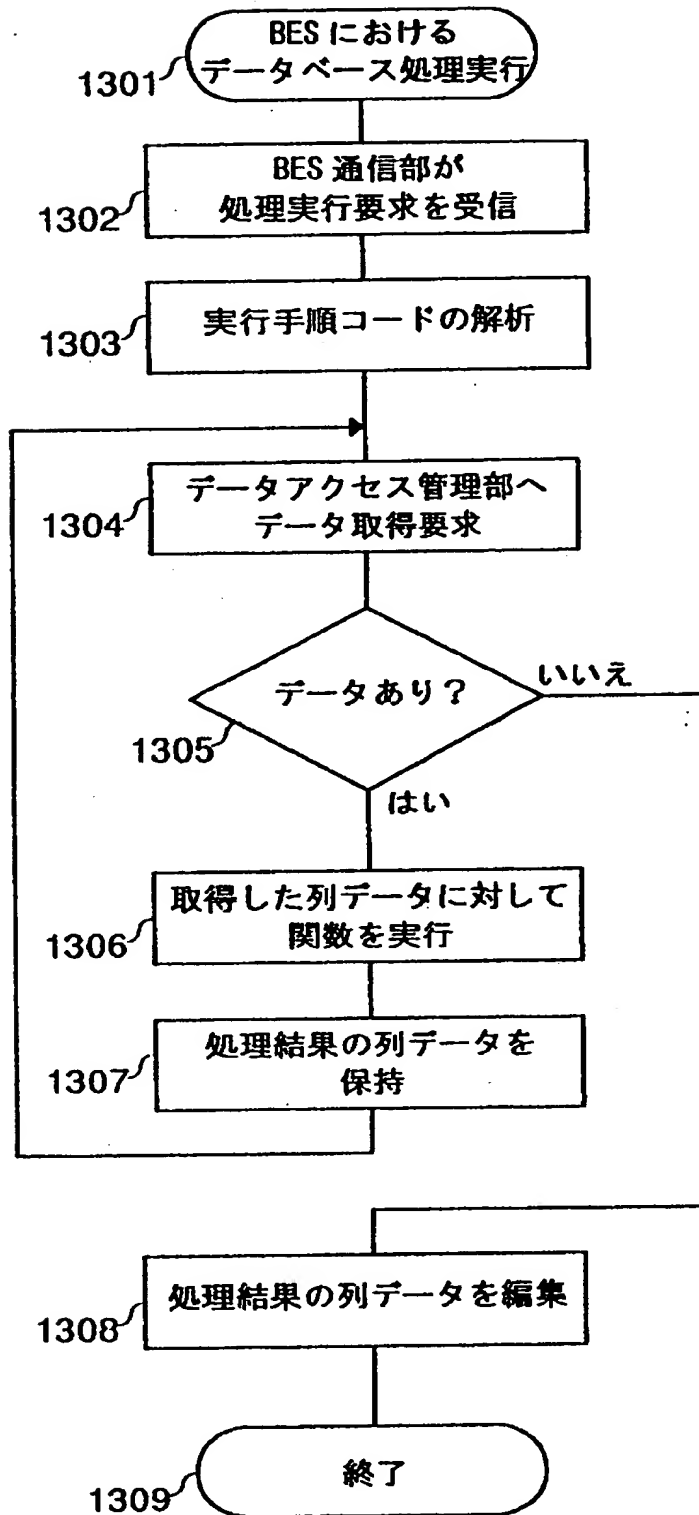 BESにおける
データベース処理実行
1301
BES通信部が
処理実行要求を受信
1302
実行手順コードの解析
1303
データアクセス管理部へ
データ取得要求
1304
データあり?
いいえ
1305
はい
取得した列データに対して
関数を実行
1306
処理結果の列データを
保持
1307
処理結果の列データを編集
1308
終了
1309